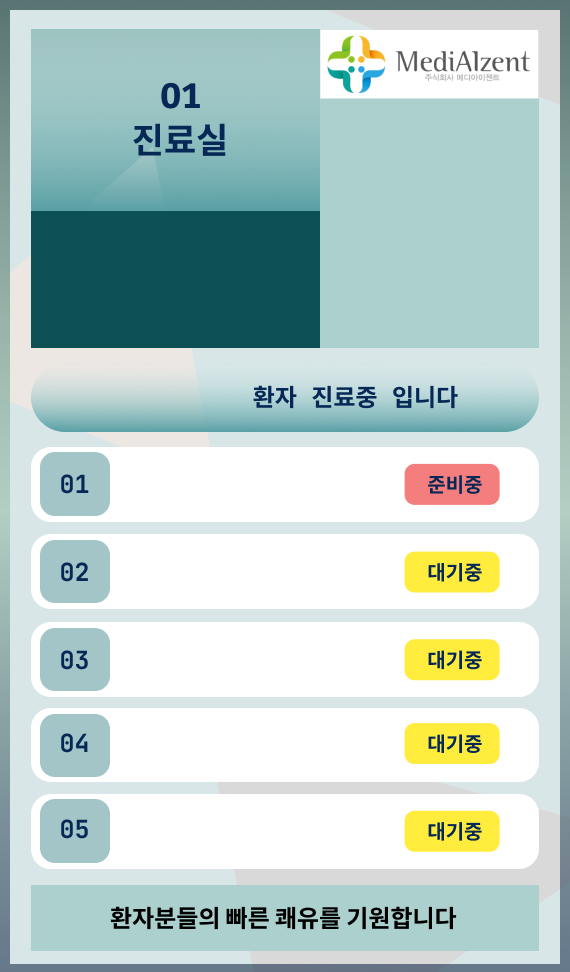 01
진료실
MediAIzent
주식회사 메디아이젠트
환자 진료중 입니다
01 준비중
02 대기중
03 대기중
04 대기중
05 대기중
환자분들의 빠른 쾌유를 기원합니다